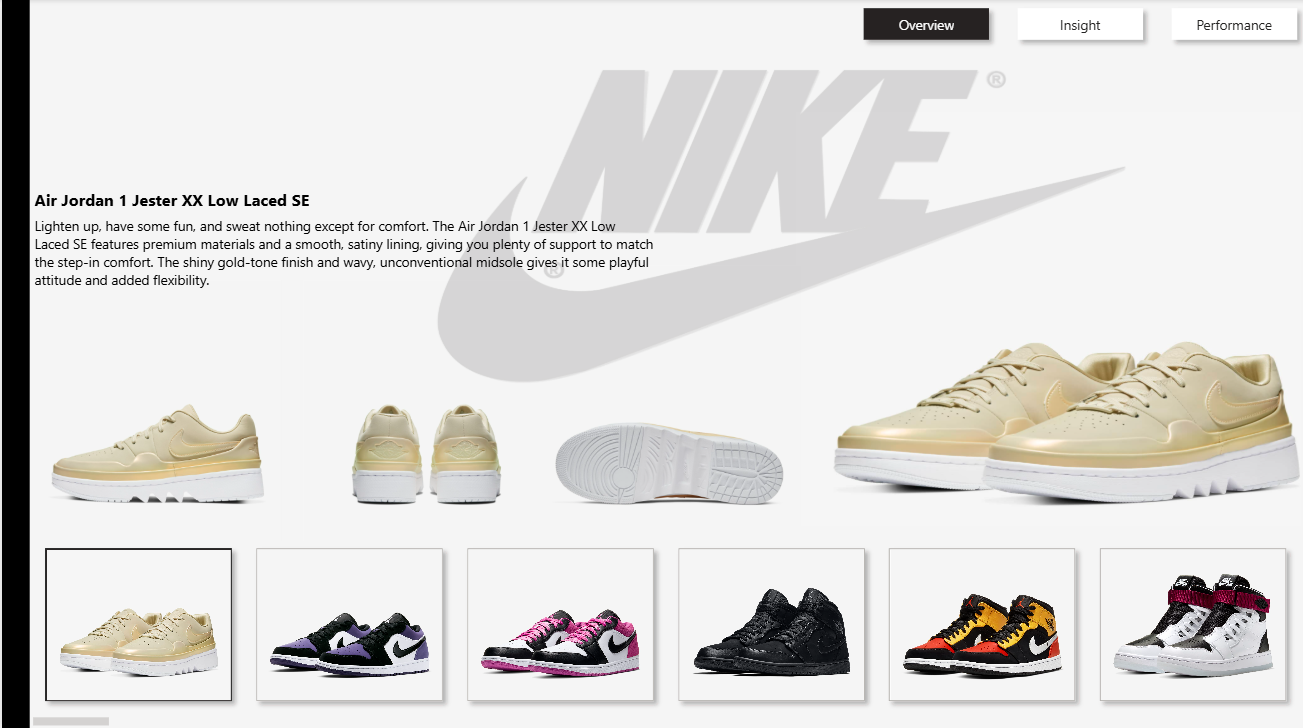 Overview
Insight
Performance
NIKE®
Air Jordan 1 Jester XX Low Laced SE
Lighten up, have some fun, and sweat nothing except for comfort. The Air Jordan 1 Jester XX Low
Laced SE features premium materials and a smooth, satiny lining, giving you plenty of support to match
the step-in comfort. The shiny gold-tone finish and wavy, unconventional midsole gives it some playful
attitude and added flexibility.
®